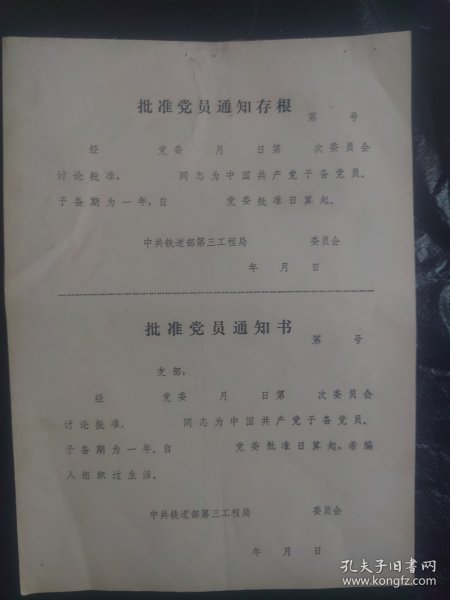 批准党员通知存根
第 号
经 党委 月 日第 次委员会
讨论批准， 同志为中国共产党予备党员。
予备期为一年，自 党委批准日算起。
中共铁道部第三工程局 委员会
年 月 日
批准党员通知书
第 号
支部：
经 党委 月 日第 次委员会
讨论批准， 同志为中国共产党予备党员。
予备期为一年，自 党委批准日算起，希编
入组织过生活。
中共铁道部第三工程局 委员会
年 月 日
孔夫子旧书网
www.kongfz.com